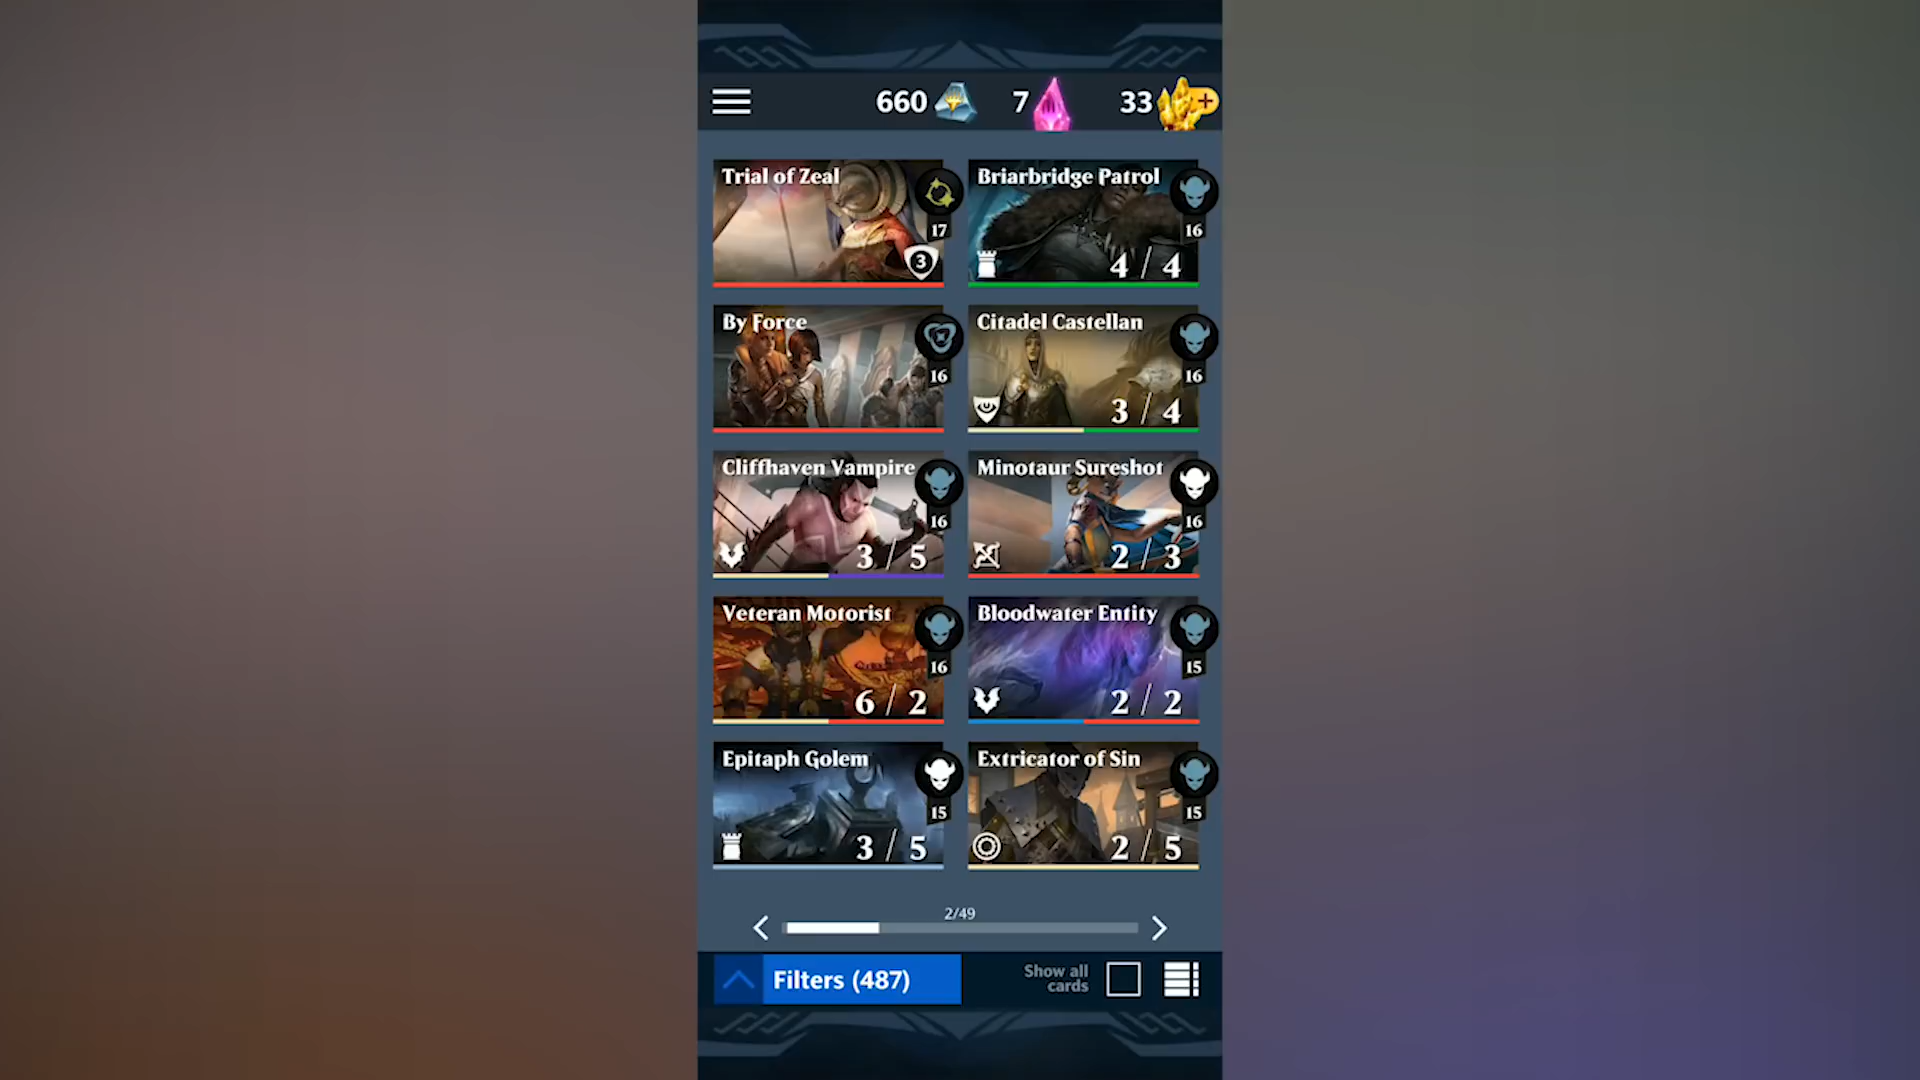 660 7 33
Trial of Zeal
17
3
Briarbridge Patrol
16
4 / 4
By Force
16
Citadel Castellan
16
3 / 4
Cliffhaven Vampire
16
3 / 5
Minotaur Sureshot
16
2 / 3
Veteran Motorist
16
6 / 2
Bloodwater Entity
15
2 / 2
Epitaph Golem
15
3 / 5
Extricator of Sin
15
2 / 5
2/49
Filters (487)
Show all
cards